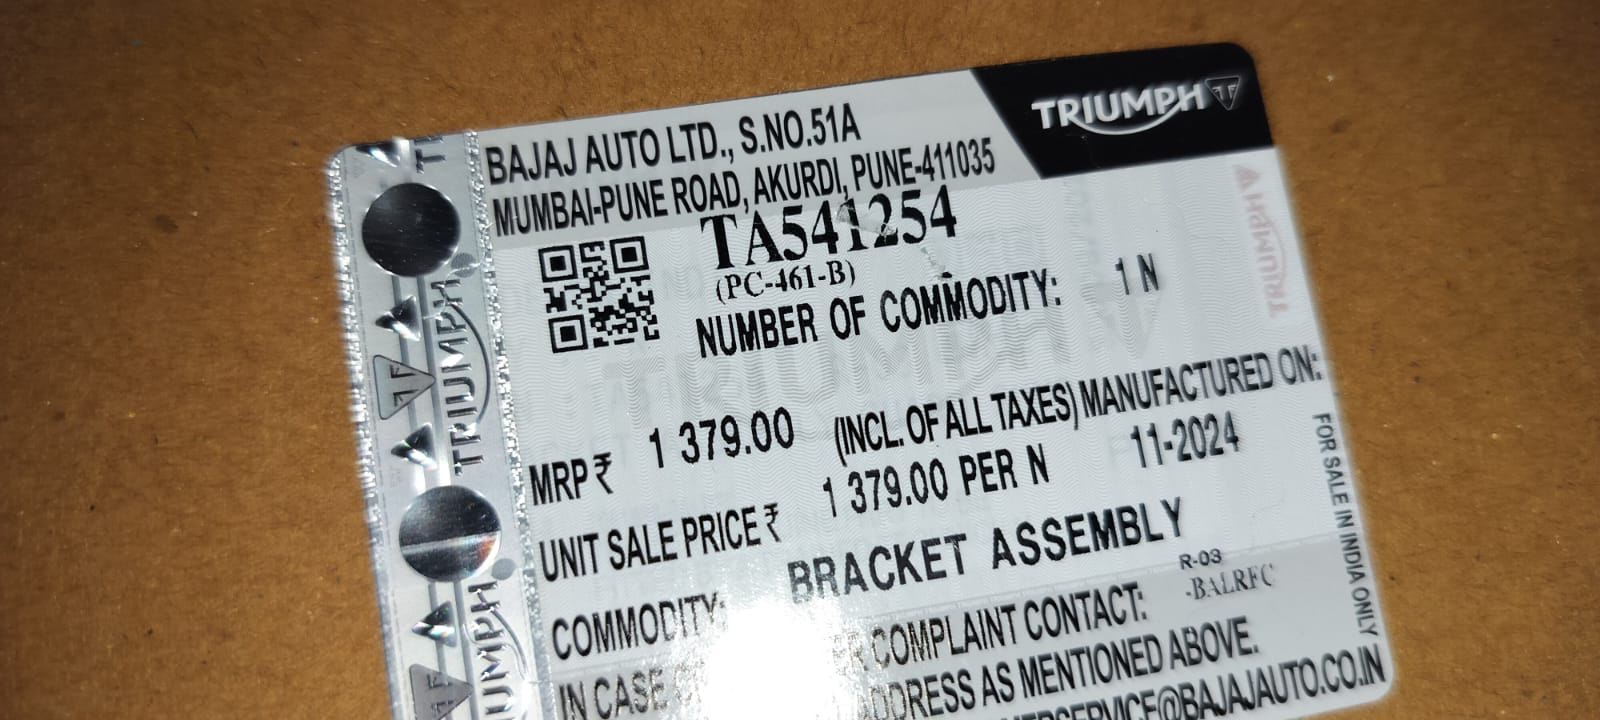 TRIUMPH
BAJAJ AUTO LTD., S.NO.51A
MUMBAI-PUNE ROAD, AKURDI, PUNE-411035
TA541254
(PC-461-B)
NUMBER OF COMMODITY: 1 N
MRP ₹ 1 379.00 (INCL. OF ALL TAXES) MANUFACTURED ON:
UNIT SALE PRICE ₹ 1 379.00 PER N 11-2024
COMMODITY: BRACKET ASSEMBLY
R-03
-BALRFC
IN CASE COMPLAINT CONTACT:
AS MENTIONED ABOVE.
@BAJAJAUTO.CO.IN
FOR SALE IN INDIA ONLY
TRIUMPH
TRIUMPH
TRIUMPH